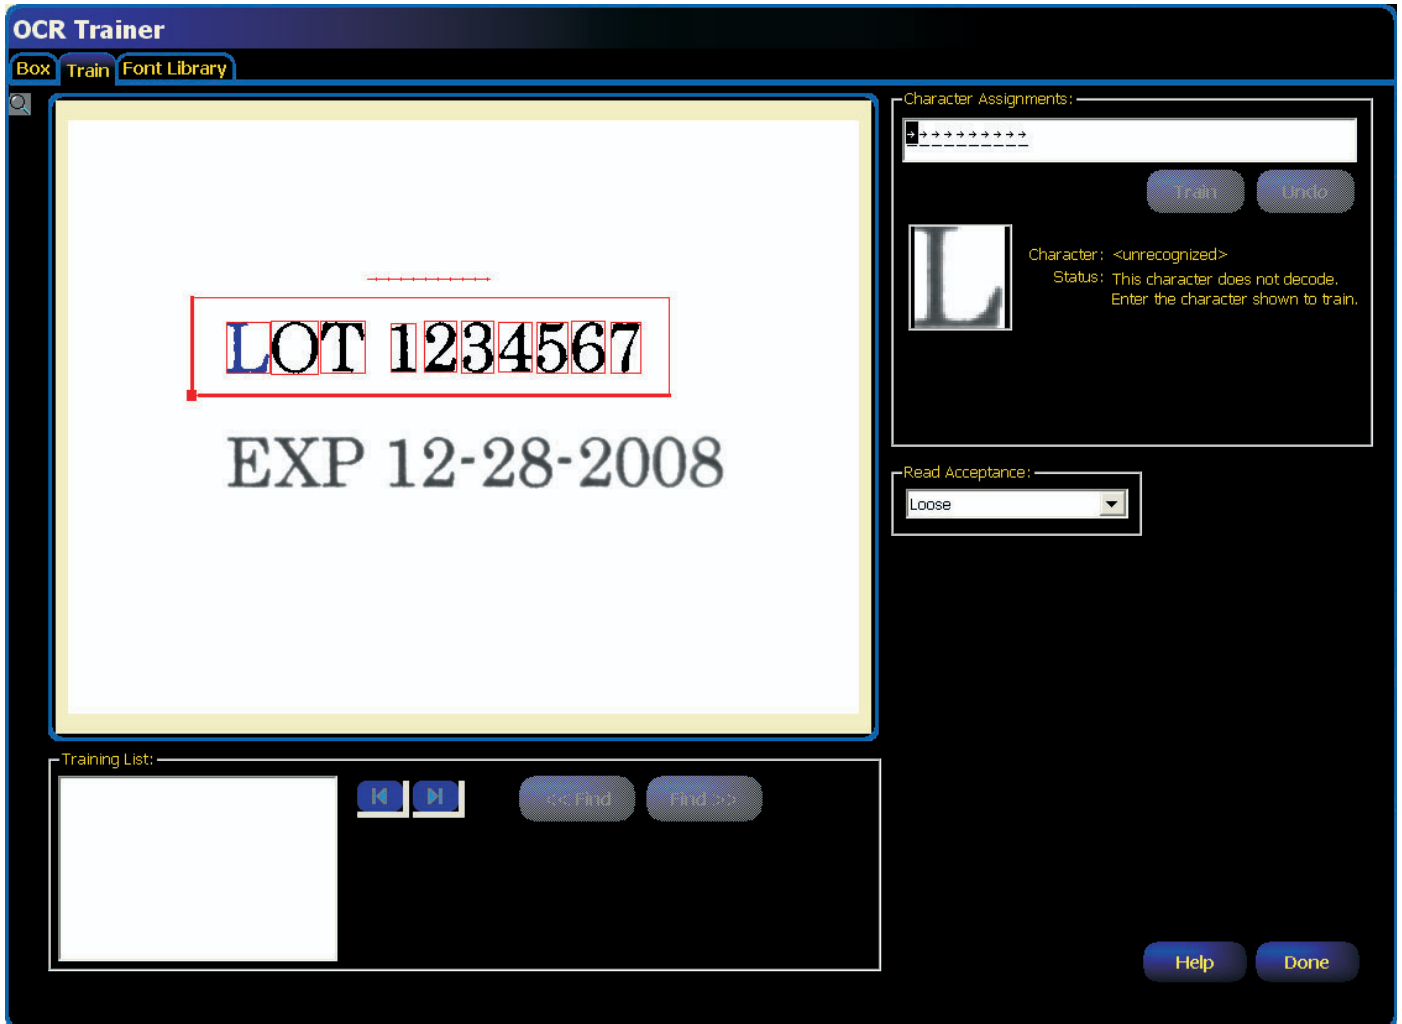 OCR Trainer
Box Train Font Library
Character Assignments:
→→→→→→→→→→
Train Undo
Character: <unrecognized>
Status: This character does not decode.
Enter the character shown to train.
L
LOT 1234567
EXP 12-28-2008
Read Acceptance:
Loose
Training List:
<< Find Find >>
Help Done